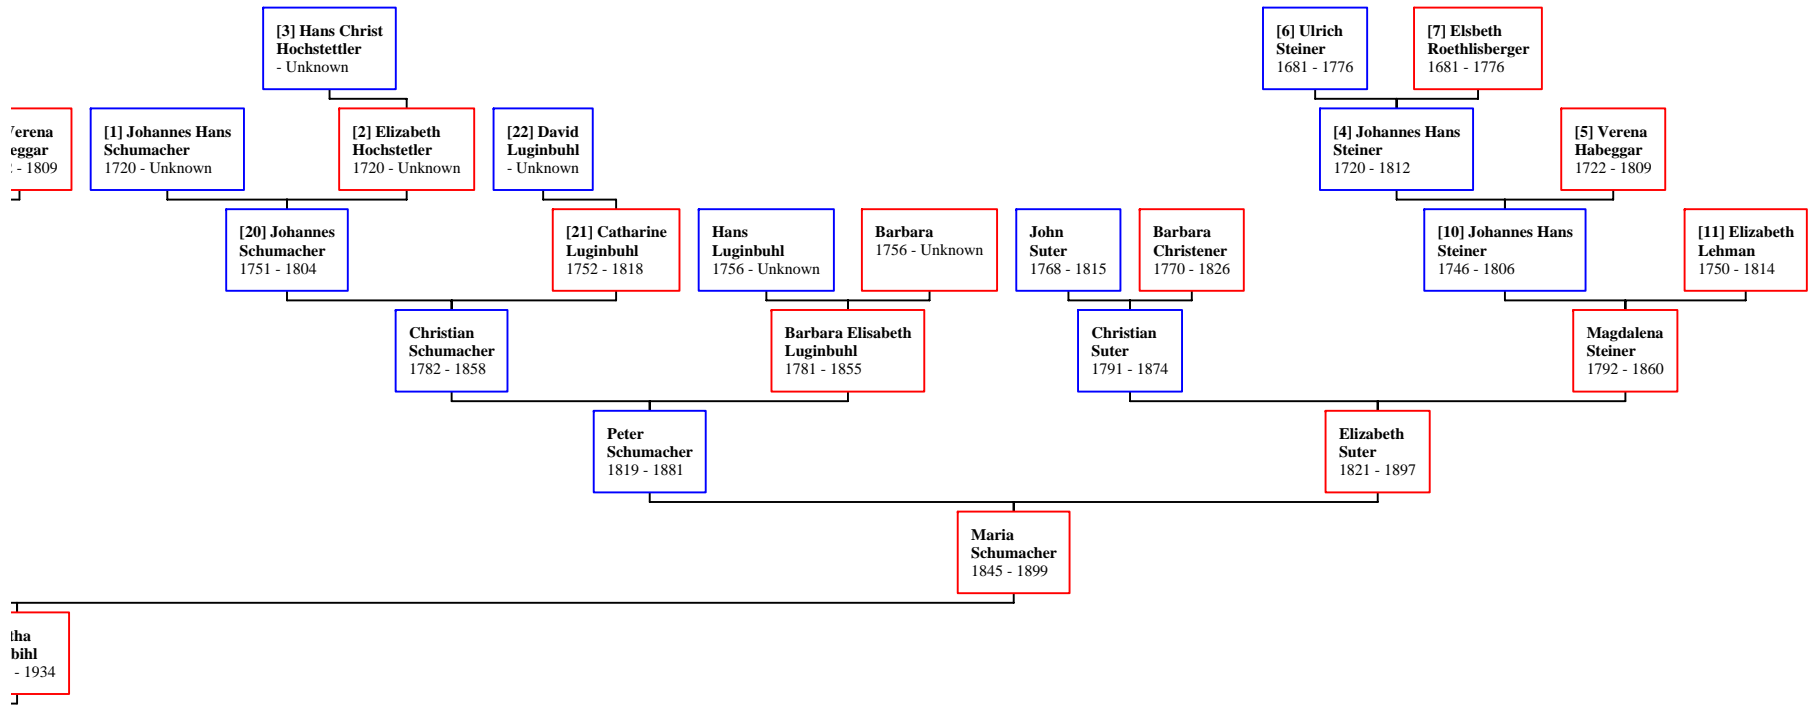 [3] Hans Christ
Hochstettler
- Unknown
[6] Ulrich
Steiner
1681 - 1776
[7] Elsbeth
Roethlisberger
1681 - 1776
- 1809
[1] Johannes Hans
Schumacher
1720 - Unknown
[2] Elizabeth
Hochstetler
1720 - Unknown
[22] David
Luginbuhl
- Unknown
[4] Johannes Hans
Steiner
1720 - 1812
[5] Verena
Habeggar
1722 - 1809
[20] Johannes
Schumacher
1751 - 1804
[21] Catharine
Luginbuhl
1752 - 1818
Hans
Luginbuhl
1756 - Unknown
Barbara
1756 - Unknown
John
Suter
1768 - 1815
Barbara
Christener
1770 - 1826
[10] Johannes Hans
Steiner
1746 - 1806
[11] Elizabeth
Lehman
1750 - 1814
Christian
Schumacher
1782 - 1858
Barbara Elisabeth
Luginbuhl
1781 - 1855
Christian
Suter
1791 - 1874
Magdalena
Steiner
1792 - 1860
Peter
Schumacher
1819 - 1881
Elizabeth
Suter
1821 - 1897
Maria
Schumacher
1845 - 1899
tha
bihl
- 1934